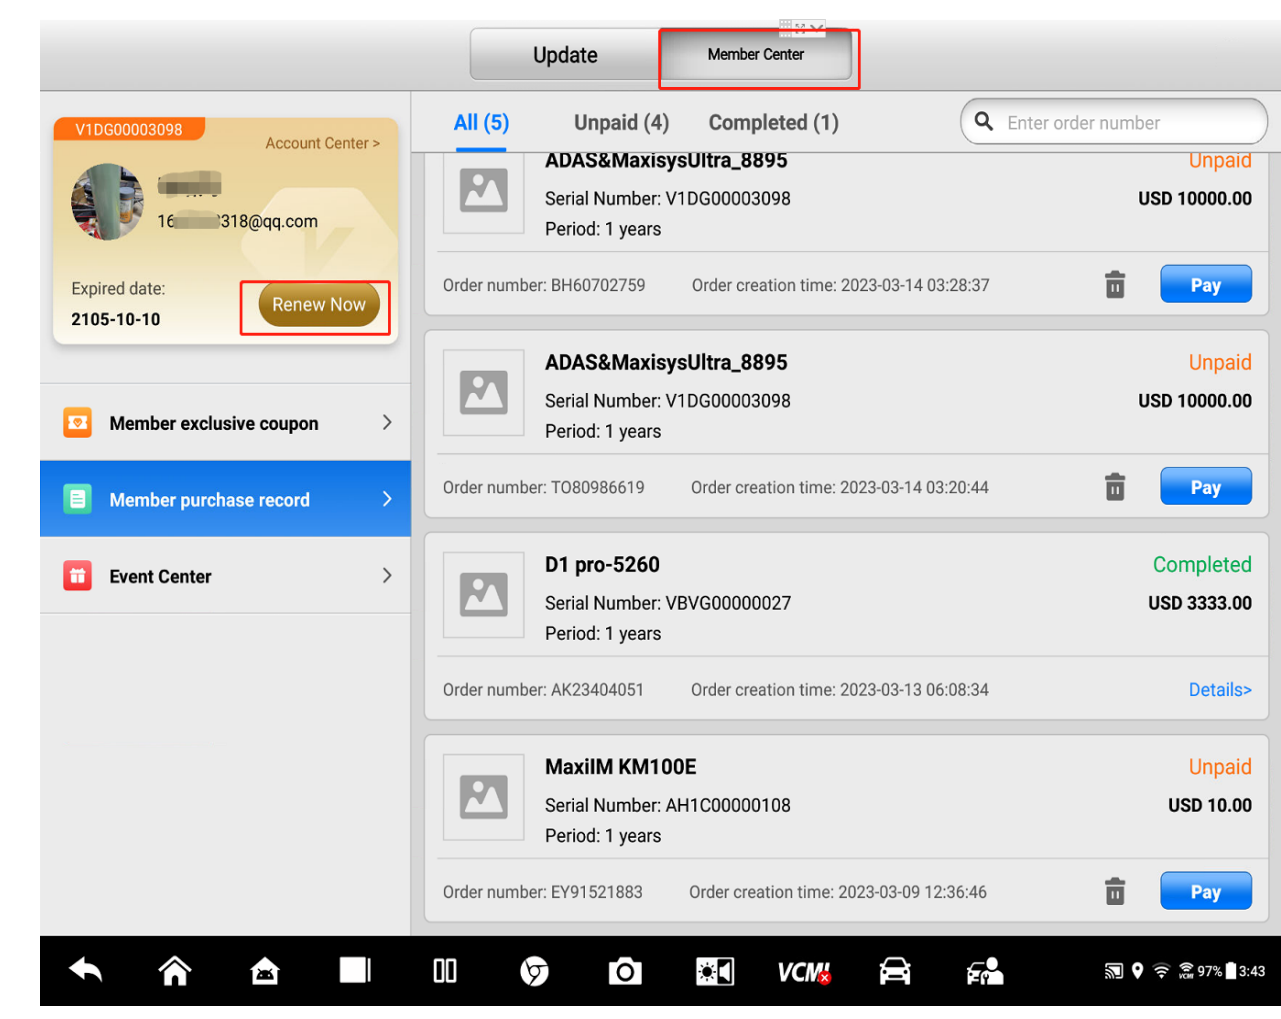 Update
Member Center
V1DG00003098
Account Center >
16 318@qq.com
Expired date:
2105-10-10
Renew Now
Member exclusive coupon
Member purchase record
Event Center
All (5)
Unpaid (4)
Completed (1)
Enter order number
ADAS&MaxisysUltra_8895
Unpaid
Serial Number: V1DG00003098
USD 10000.00
Period: 1 years
Order number: BH60702759
Order creation time: 2023-03-14 03:28:37
Pay
ADAS&MaxisysUltra_8895
Unpaid
Serial Number: V1DG00003098
USD 10000.00
Period: 1 years
Order number: TO80986619
Order creation time: 2023-03-14 03:20:44
Pay
D1 pro-5260
Completed
Serial Number: VBVG00000027
USD 3333.00
Period: 1 years
Order number: AK23404051
Order creation time: 2023-03-13 06:08:34
Details>
MaxiIM KM100E
Unpaid
Serial Number: AH1C00000108
USD 10.00
Period: 1 years
Order number: EY91521883
Order creation time: 2023-03-09 12:36:46
Pay
VCMI
VCMI
97%
3:43